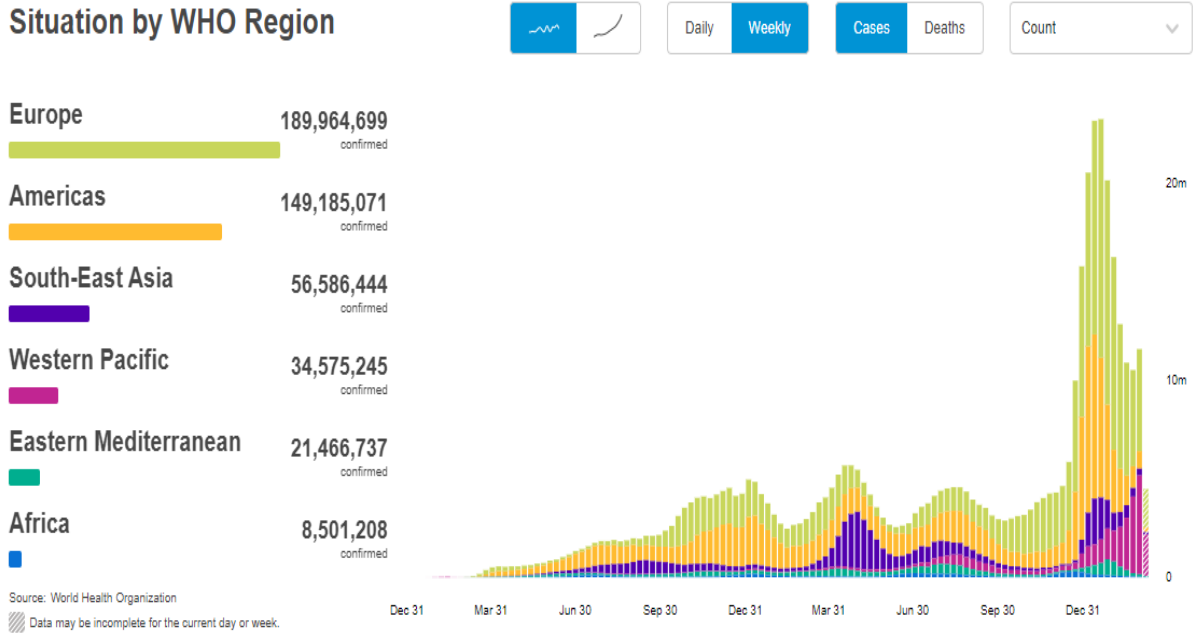 Situation by WHO Region
Daily Weekly Cases Deaths Count
Europe 189,964,699
confirmed
Americas 149,185,071
confirmed
South-East Asia 56,586,444
confirmed
Western Pacific 34,575,245
confirmed
Eastern Mediterranean 21,466,737
confirmed
Africa 8,501,208
confirmed
20m
10m
0
Dec 31 Mar 31 Jun 30 Sep 30 Dec 31 Mar 31 Jun 30 Sep 30 Dec 31
Source: World Health Organization
Data may be incomplete for the current day or week.